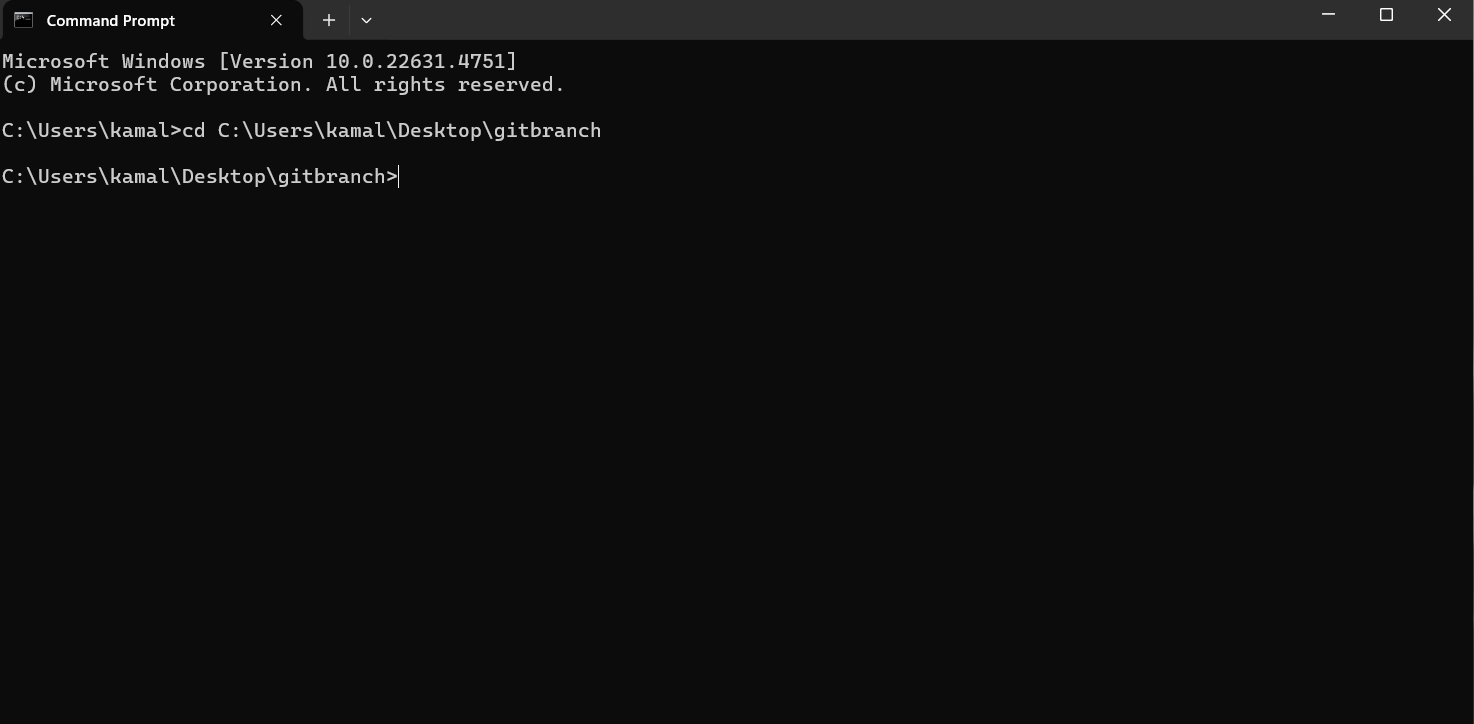 Command Prompt
Microsoft Windows [Version 10.0.22631.4751]
(c) Microsoft Corporation. All rights reserved.
C:\Users\kamal>cd C:\Users\kamal\Desktop\gitbranch
C:\Users\kamal\Desktop\gitbranch>